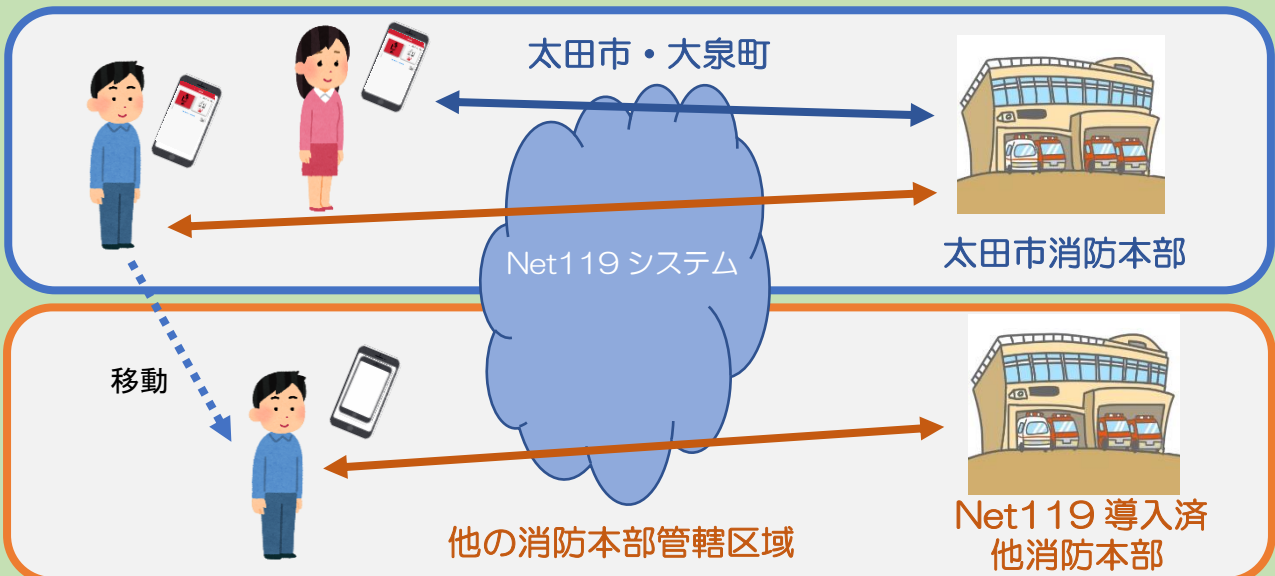 太田市・大泉町
Net119 システム
太田市消防本部
移動
Net119 導入済
他消防本部
他の消防本部管轄区域